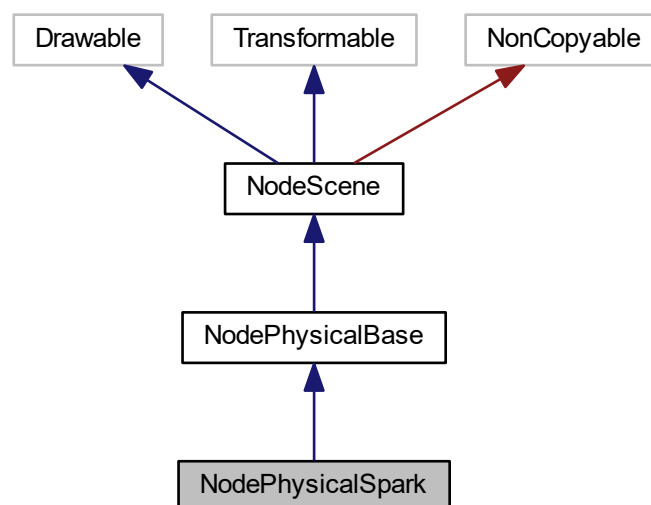 Drawable
Transformable
NonCopyable
NodeScene
NodePhysicalBase
NodePhysicalSpark